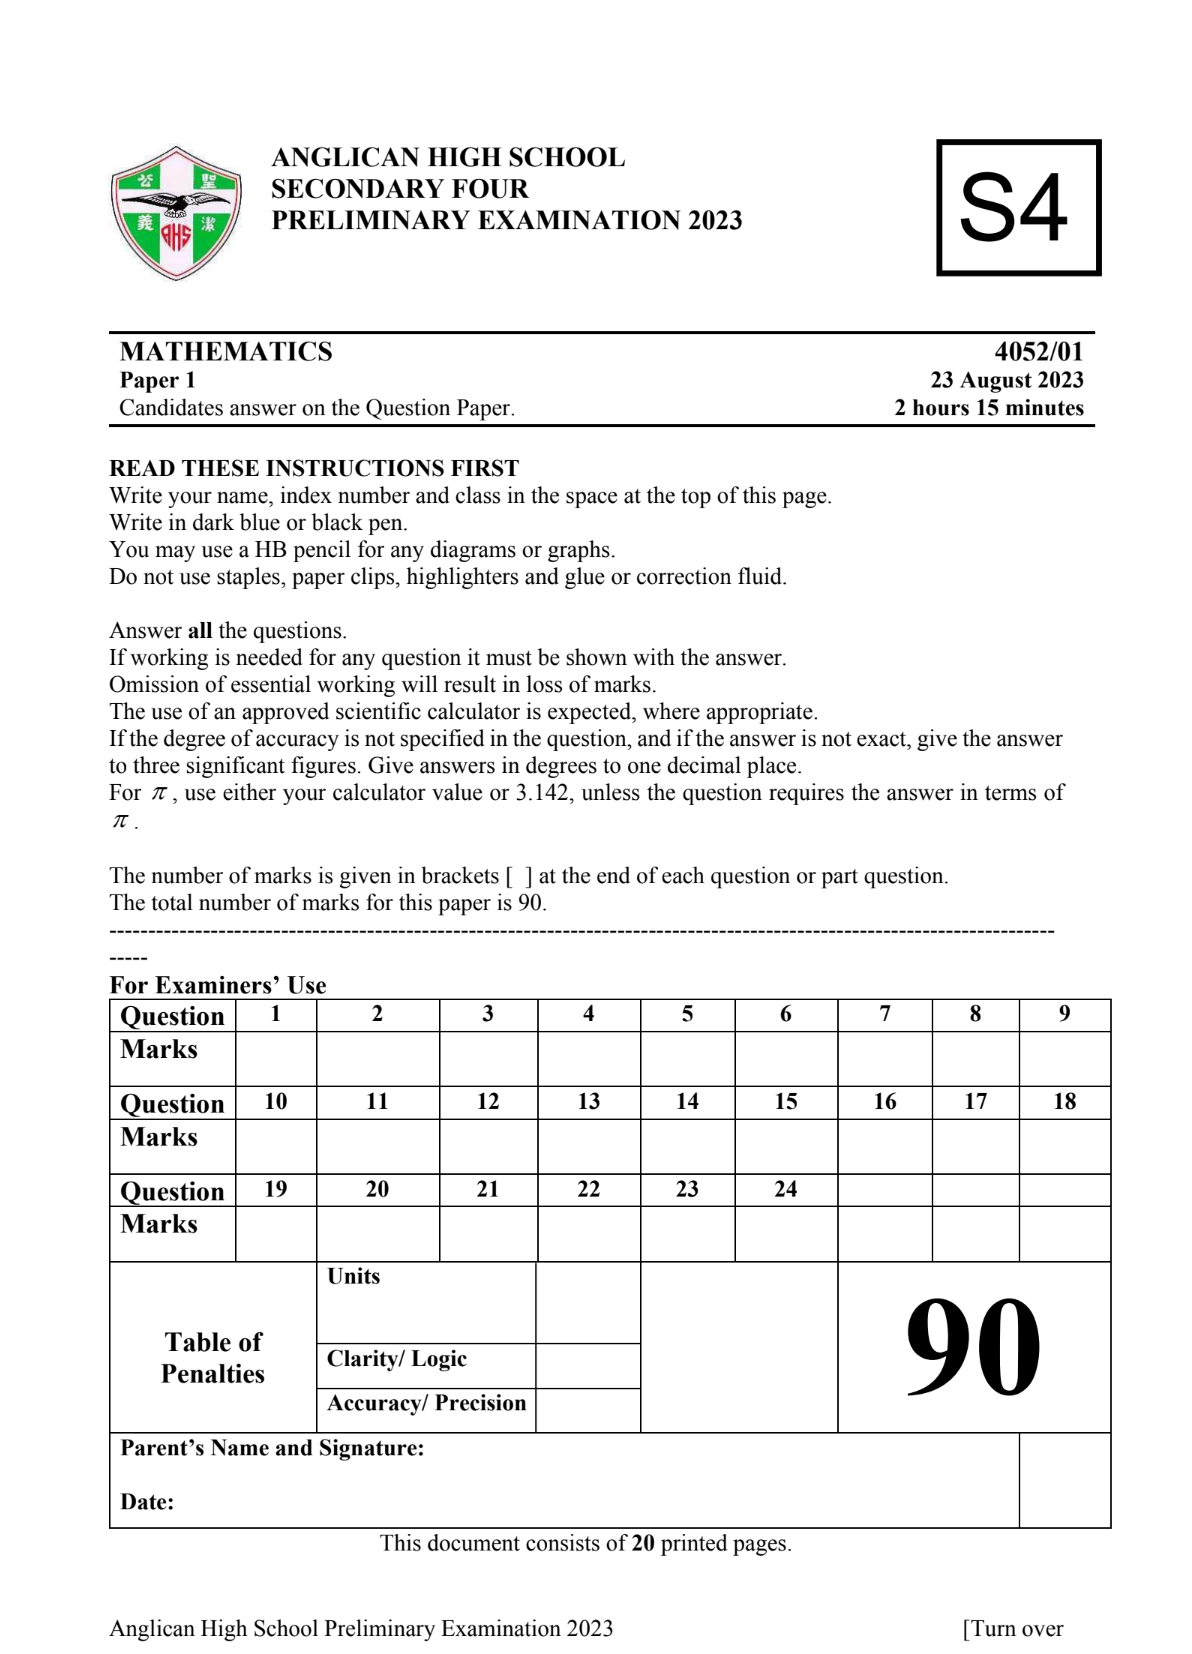 公 聖
義 潔
AHS
ANGLICAN HIGH SCHOOL
SECONDARY FOUR
PRELIMINARY EXAMINATION 2023
S4
MATHEMATICS 4052/01
Paper 1 23 August 2023
Candidates answer on the Question Paper. 2 hours 15 minutes
READ THESE INSTRUCTIONS FIRST
Write your name, index number and class in the space at the top of this page.
Write in dark blue or black pen.
You may use a HB pencil for any diagrams or graphs.
Do not use staples, paper clips, highlighters and glue or correction fluid.
Answer all the questions.
If working is needed for any question it must be shown with the answer.
Omission of essential working will result in loss of marks.
The use of an approved scientific calculator is expected, where appropriate.
If the degree of accuracy is not specified in the question, and if the answer is not exact, give the answer
to three significant figures. Give answers in degrees to one decimal place.
For π, use either your calculator value or 3.142, unless the question requires the answer in terms of
π.
The number of marks is given in brackets [ ] at the end of each question or part question.
The total number of marks for this paper is 90.
-------------------------------------------------------------------------------------------------------------------------
-----
For Examiners’ Use
Question 1 2 3 4 5 6 7 8 9
Marks
Question 10 11 12 13 14 15 16 17 18
Marks
Question 19 20 21 22 23 24
Marks
Table of
Penalties
Units
Clarity/ Logic
Accuracy/ Precision
90
Parent’s Name and Signature:
Date:
This document consists of 20 printed pages.
Anglican High School Preliminary Examination 2023 [Turn over